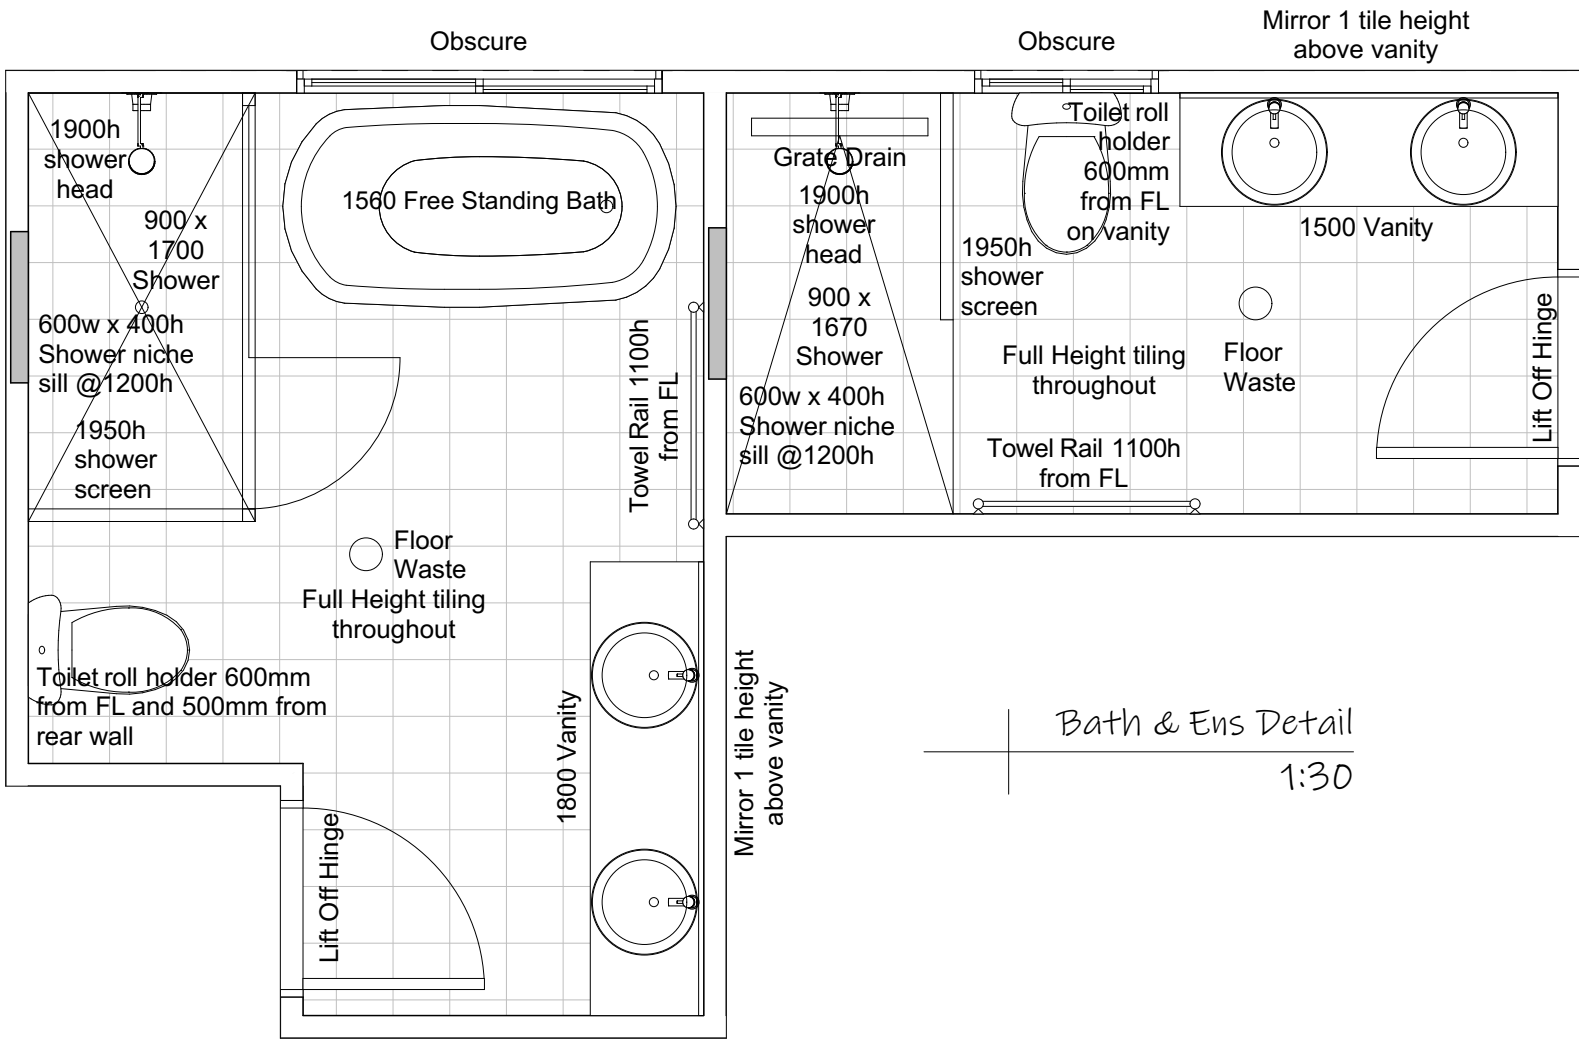 Obscure
Obscure
Mirror 1 tile height
above vanity
1900h
shower
head
900 x
1700
Shower
600w x 400h
Shower niche
sill @1200h
1950h
shower
screen
1560 Free Standing Bath
Towel Rail 1100h
from FL
Floor
Waste
Full Height tiling
throughout
Toilet roll holder 600mm
from FL and 500mm from
rear wall
Lift Off Hinge
1800 Vanity
Mirror 1 tile height
above vanity
Grate Drain
1900h
shower
head
900 x
1670
Shower
600w x 400h
Shower niche
sill @1200h
1950h
shower
screen
Toilet roll
holder
600mm
from FL
on vanity
1500 Vanity
Full Height tiling
throughout
Floor
Waste
Towel Rail 1100h
from FL
Lift Off Hinge
Bath & Ens Detail
1:30